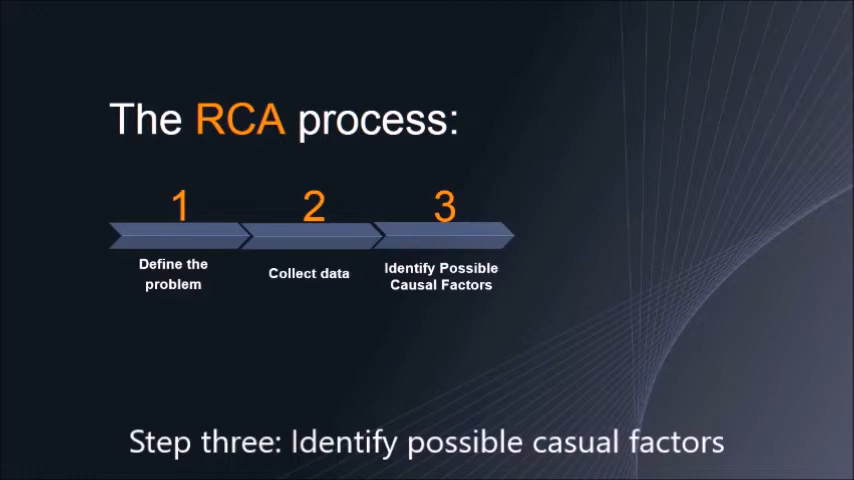 The RCA process:
1 2 3
Define the
problem
Collect data
Identify Possible
Causal Factors
Step three: Identify possible casual factors